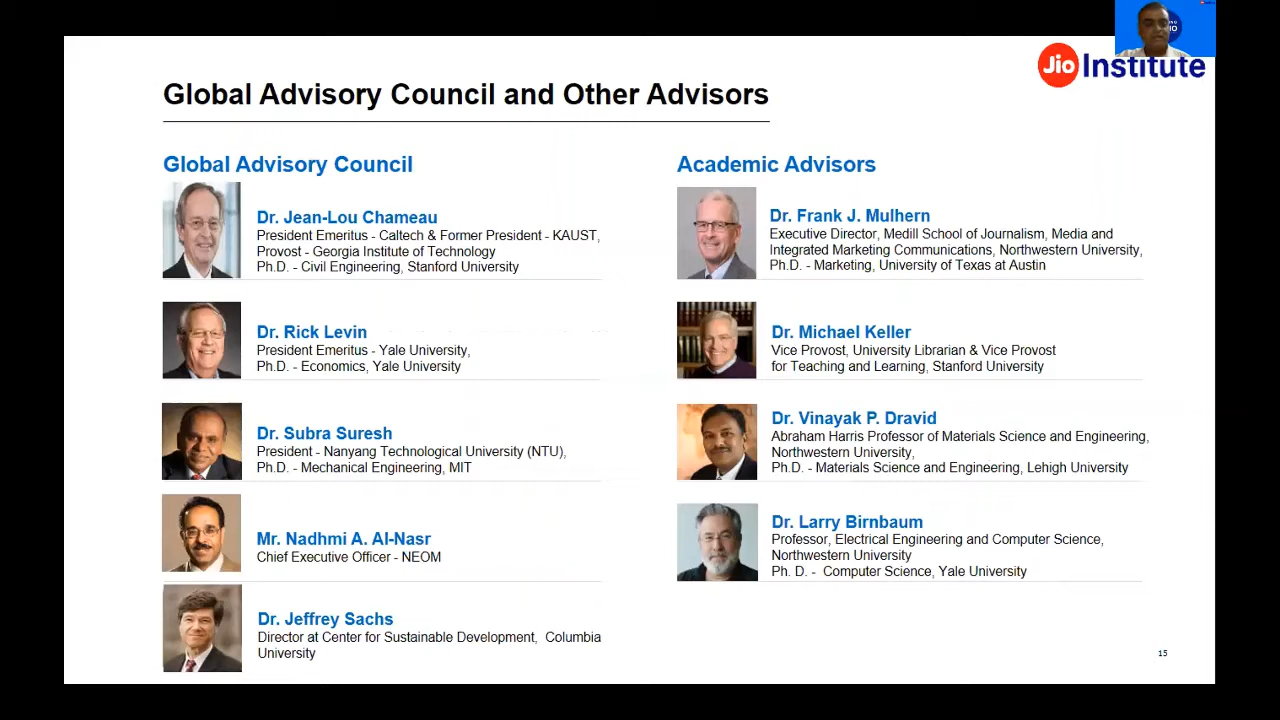 Jio Institute
Global Advisory Council and Other Advisors
Global Advisory Council
Dr. Jean-Lou Chameau
President Emeritus - Caltech & Former President - KAUST,
Provost - Georgia Institute of Technology
Ph.D. - Civil Engineering, Stanford University
Dr. Rick Levin
President Emeritus - Yale University,
Ph.D. - Economics, Yale University
Dr. Subra Suresh
President - Nanyang Technological University (NTU),
Ph.D. - Mechanical Engineering, MIT
Mr. Nadhmi A. Al-Nasr
Chief Executive Officer - NEOM
Dr. Jeffrey Sachs
Director at Center for Sustainable Development, Columbia
University
Academic Advisors
Dr. Frank J. Mulhern
Executive Director, Medill School of Journalism, Media and
Integrated Marketing Communications, Northwestern University,
Ph.D. - Marketing, University of Texas at Austin
Dr. Michael Keller
Vice Provost, University Librarian & Vice Provost
for Teaching and Learning, Stanford University
Dr. Vinayak P. Dravid
Abraham Harris Professor of Materials Science and Engineering,
Northwestern University,
Ph.D. - Materials Science and Engineering, Lehigh University
Dr. Larry Birnbaum
Professor, Electrical Engineering and Computer Science,
Northwestern University
Ph. D. - Computer Science, Yale University
15